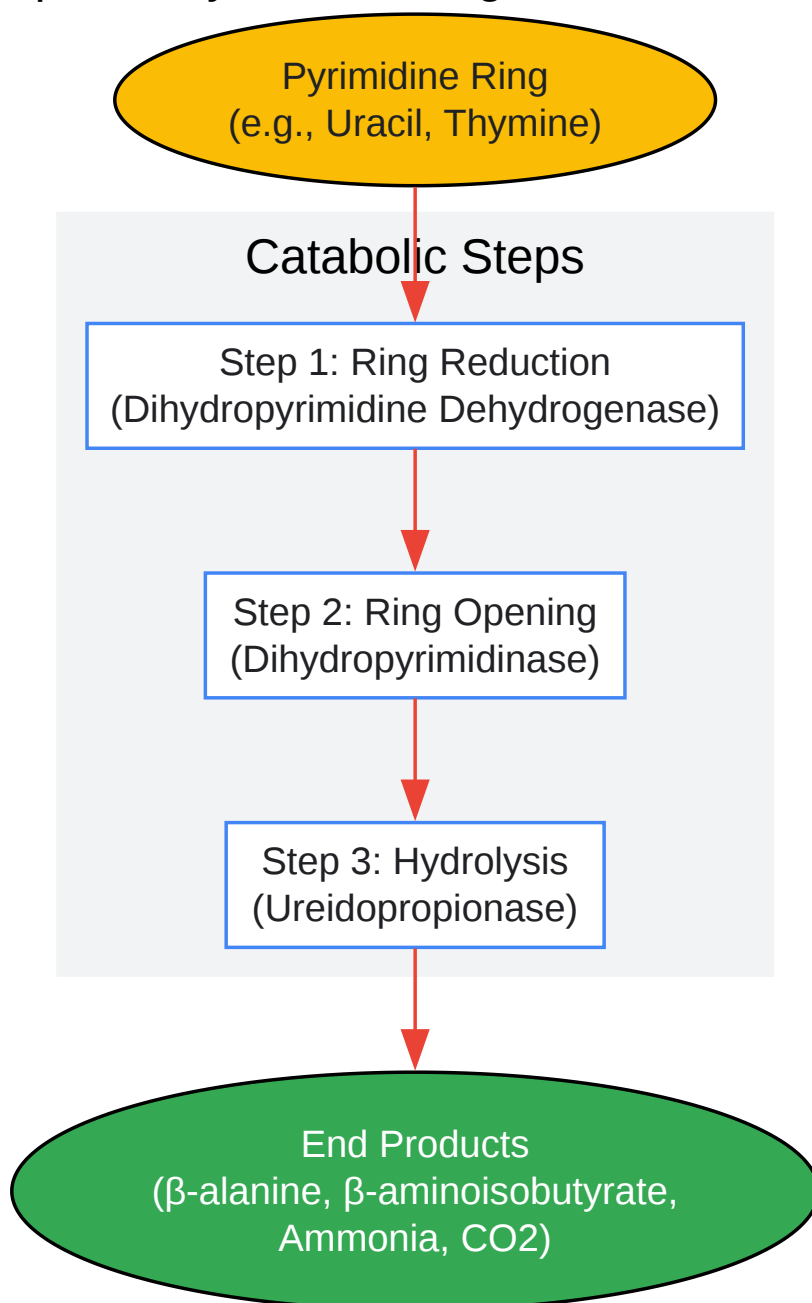 Pyrimidine Ring
(e.g., Uracil, Thymine)
Catabolic Steps
Step 1: Ring Reduction
(Dihydropyrimidine Dehydrogenase)
Step 2: Ring Opening
(Dihydropyrimidinase)
Step 3: Hydrolysis
(Ureidopropionase)
End Products
(β-alanine, β-aminoisobutyrate,
Ammonia, CO2)